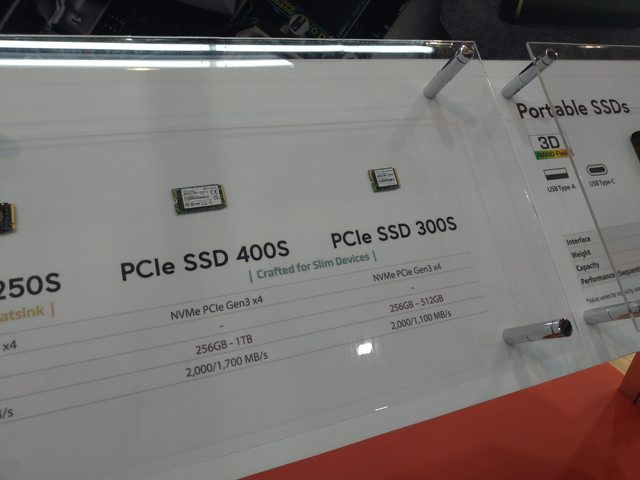 Portable SSDs
3D
NAND Flash
USB Type-A
USB Type-C
250S
PCIe SSD 400S
PCIe SSD 300S
atsink |
| Crafted for Slim Devices |
x4
NVMe PCIe Gen3 x4
NVMe PCIe Gen3 x4
-
-
256GB - 1TB
256GB - 512GB
B/s
2,000/1,700 MB/s
2,000/1,100 MB/s
Interface
Weight
Capacity
Performance